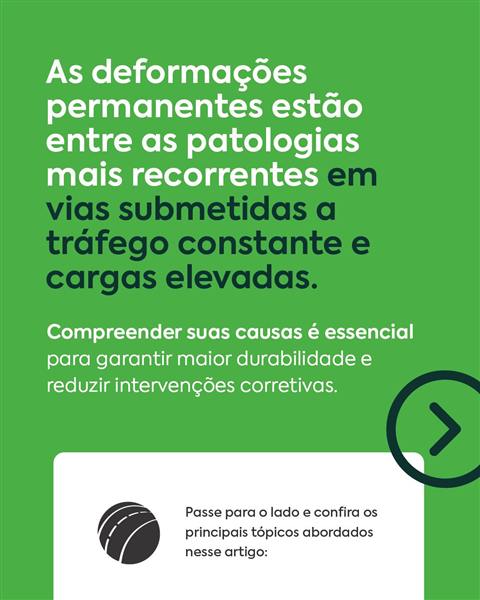 As deformações
permanentes estão
entre as patologias
mais recorrentes em
vias submetidas a
tráfego constante e
cargas elevadas.
Compreender suas causas é essencial
para garantir maior durabilidade e
reduzir intervenções corretivas.
Passe para o lado e confira os
principais tópicos abordados
nesse artigo: